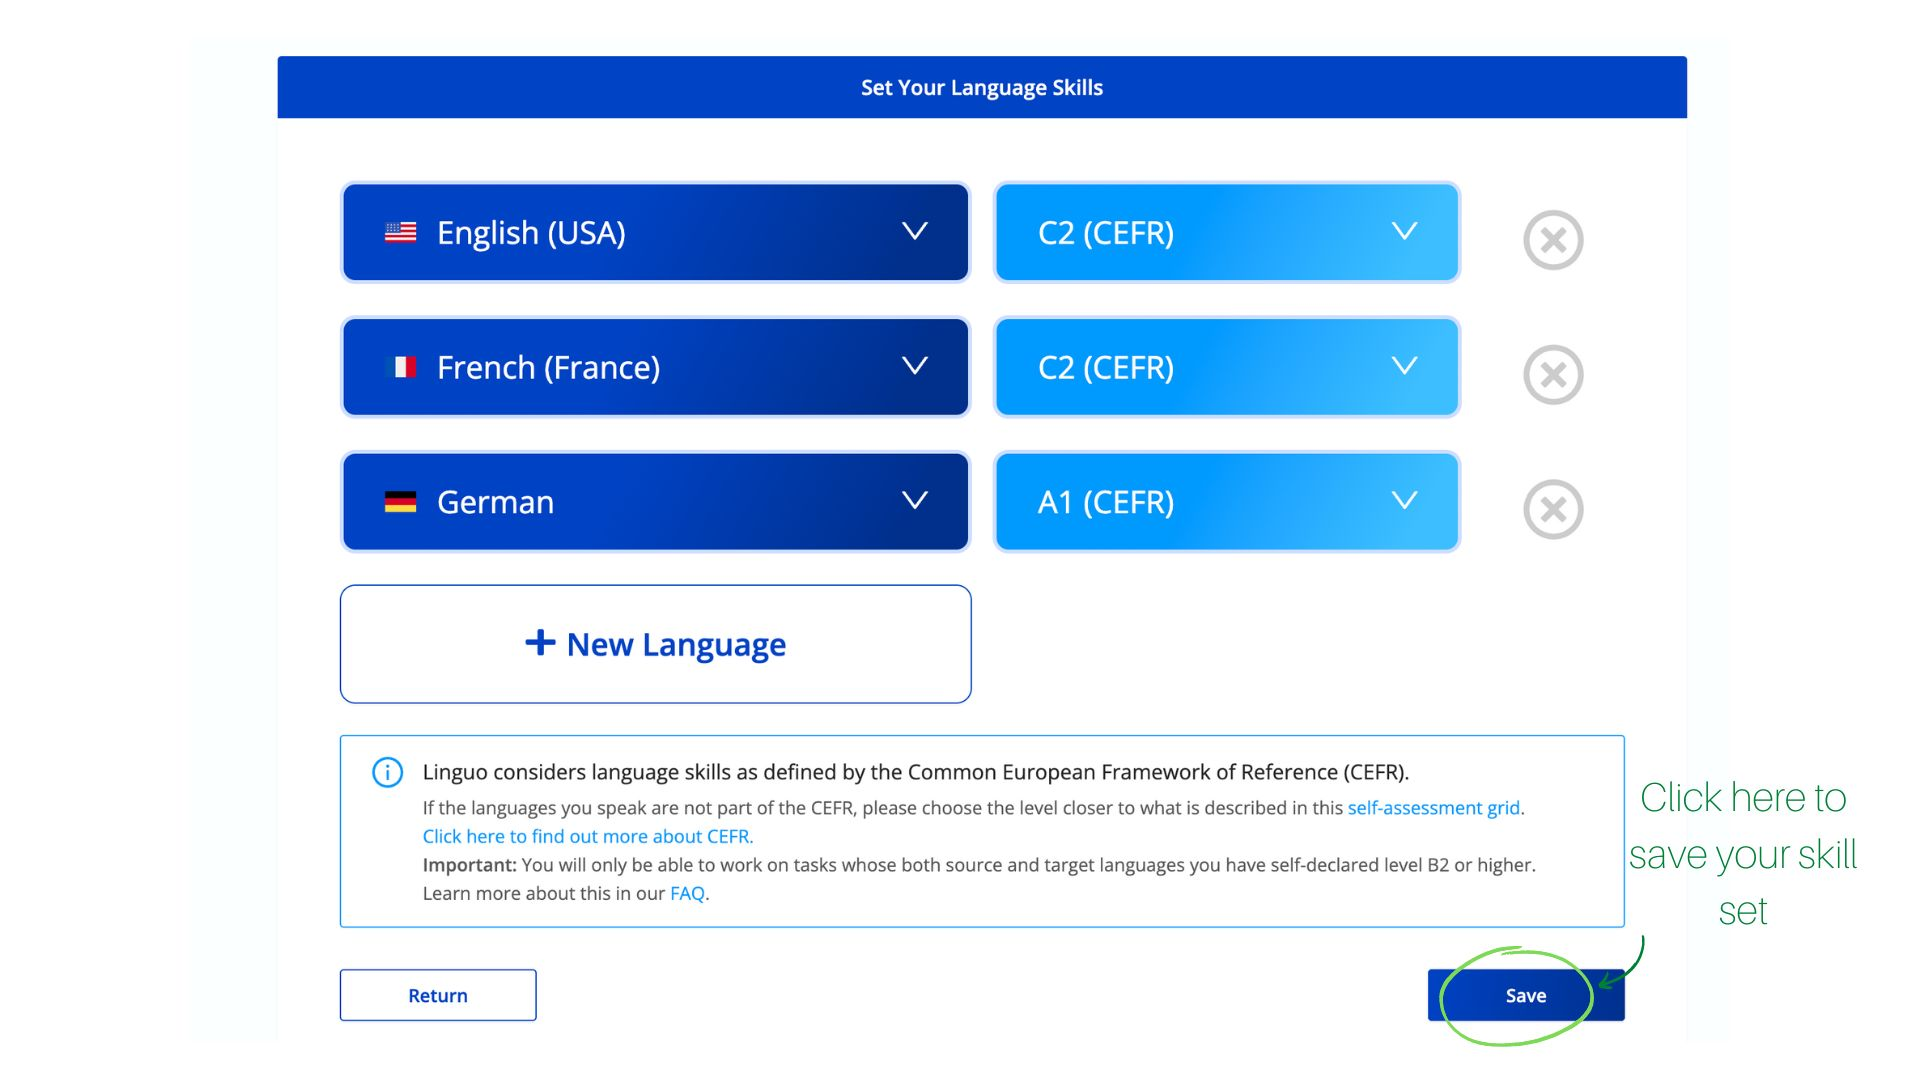 Set Your Language Skills
English (USA)
C2 (CEFR)
French (France)
C2 (CEFR)
German
A1 (CEFR)
New Language
Linguo considers language skills as defined by the Common European Framework of Reference (CEFR).
If the languages you speak are not part of the CEFR, please choose the level closer to what is described in this self-assessment grid.
Click here to find out more about CEFR.
Important: You will only be able to work on tasks whose both source and target languages you have self-declared level B2 or higher.
Learn more about this in our FAQ.
Click here to
save your skill
set
Return
Save